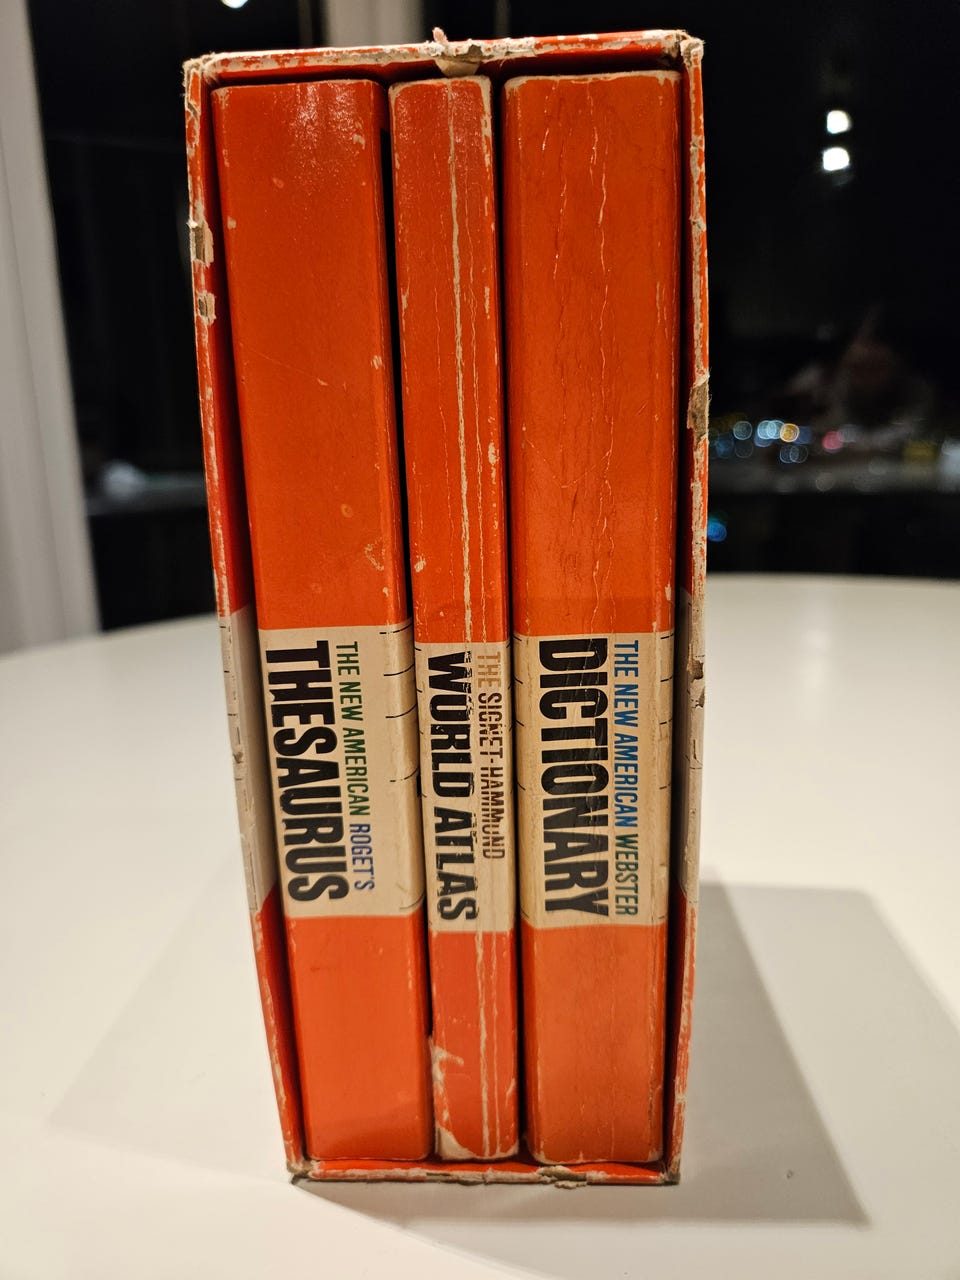 THE NEW AMERICAN ROGET'S
THESAURUS
THE SIGNET-HAMMOND
WORLD ATLAS
THE NEW AMERICAN WEBSTER
DICTIONARY